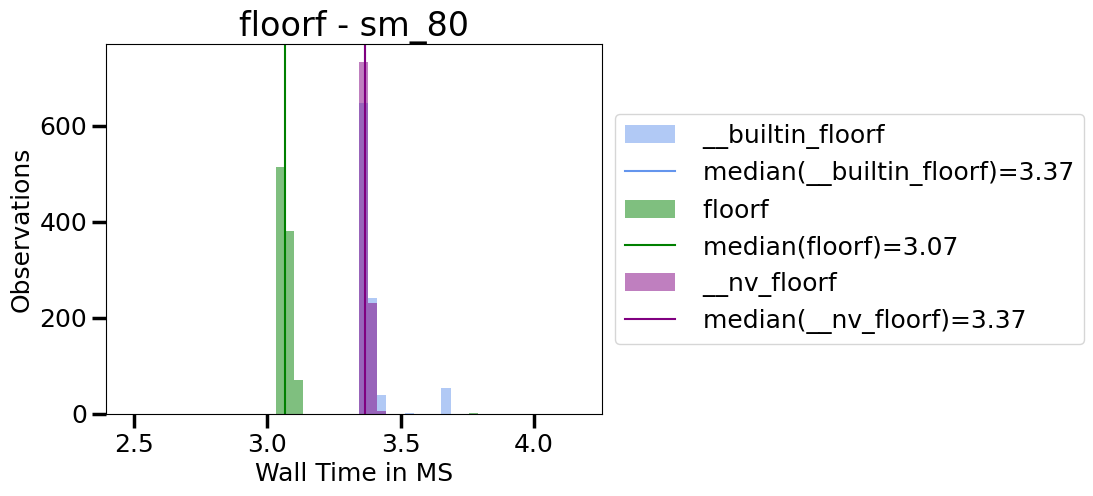 floorf - sm_80
Observations
600
400
200
0
2.5 3.0 3.5 4.0
Wall Time in MS
__builtin_floorf
median(__builtin_floorf)=3.37
floorf
median(floorf)=3.07
__nv_floorf
median(__nv_floorf)=3.37